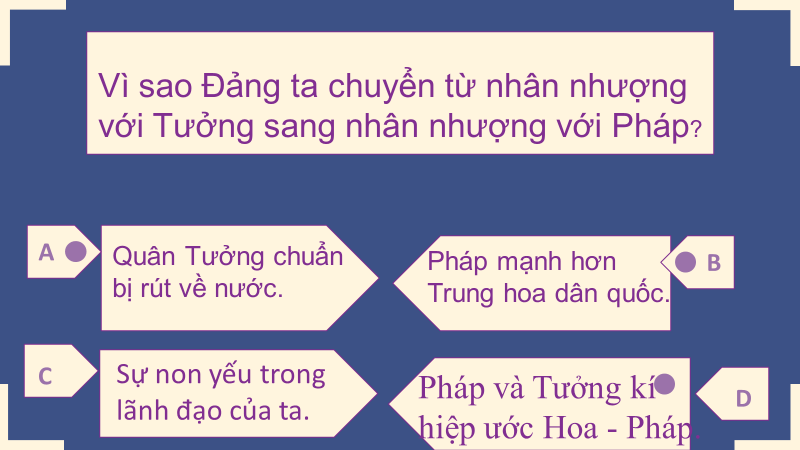 Vì sao Đảng ta chuyển từ nhân nhượng
với Tưởng sang nhân nhượng với Pháp?
A
Quân Tưởng chuẩn
bị rút về nước.
Pháp mạnh hơn
Trung hoa dân quốc.
B
C
Sự non yếu trong
lãnh đạo của ta.
Pháp và Tưởng kí
hiệp ước Hoa - Pháp.
D